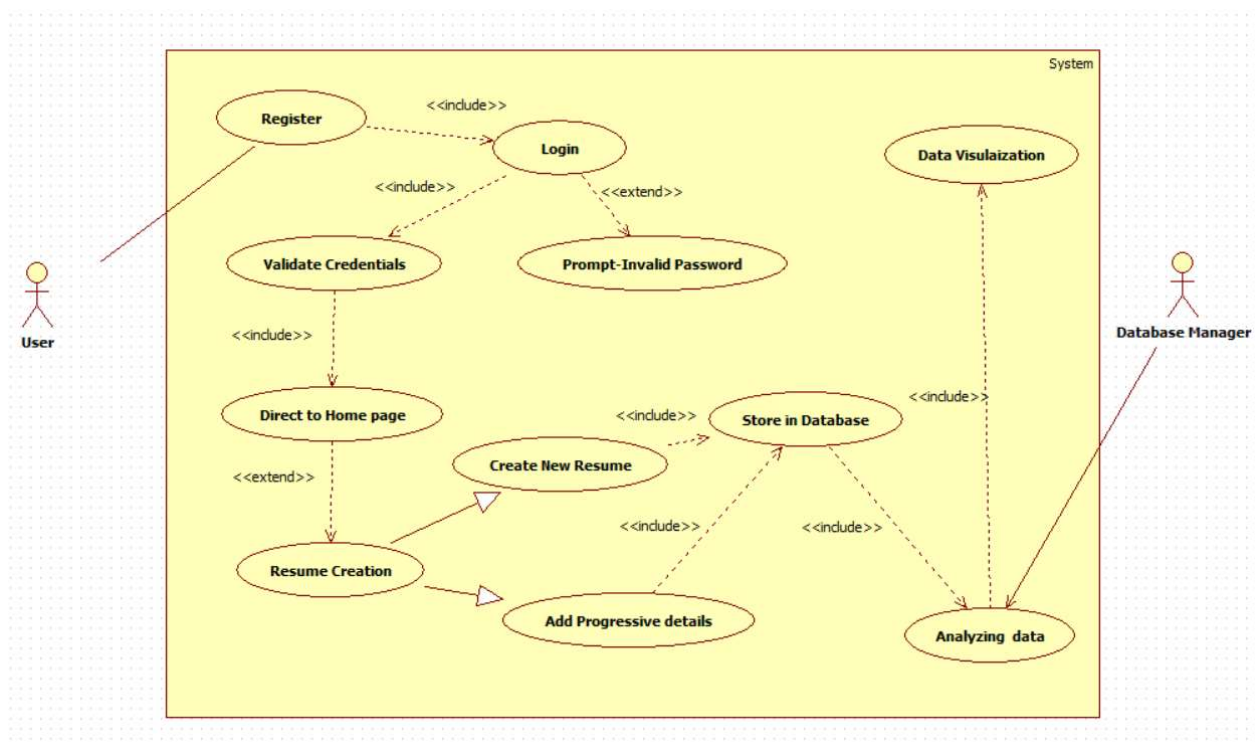 System
Register
<<include>>
Login
Data Visulaization
<<include>>
<<extend>>
Validate Credentials
Prompt-Invalid Password
User
Database Manager
<<include>>
Direct to Home page
<<include>>
Store in Database
<<include>>
Create New Resume
<<extend>>
<<include>>
<<include>>
Resume Creation
Add Progressive details
Analyzing data